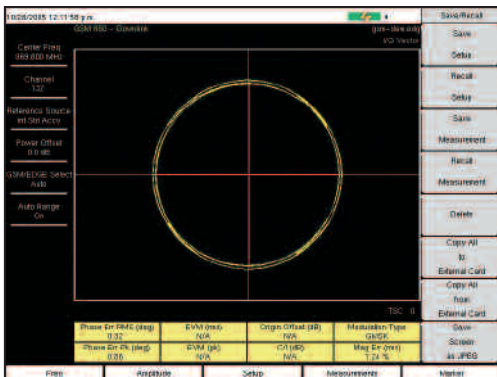 10/26/2005 12:11:58 p.m.
Save/Recall
GSM 850 - Downlink
I/Q Vector
Center Freq
869.800 MHz
Channel
132
Reference Source
Int Std Accy
Power Offset
0.0 dB
GSM/EDGE Select
Auto
Auto Range
On
Save
Setup
Recall
Setup
Save
Measurement
Recall
Measurement
Delete
Copy All
to
External Card
Copy All
from
External Card
Save
Screen
as JPEG
TSC 0
Phase Err RMS (deg)
0.32
EVM (rms)
N/A
Origin Offset (dB)
N/A
Modulation Type
GMSK
Phase Err Pk (deg)
EVM (pk)
N/A
C/I (dB)
N/A
Mag Err (rms)
1.24 %
Freq
Amplitude
Setup
Measurements
Marker